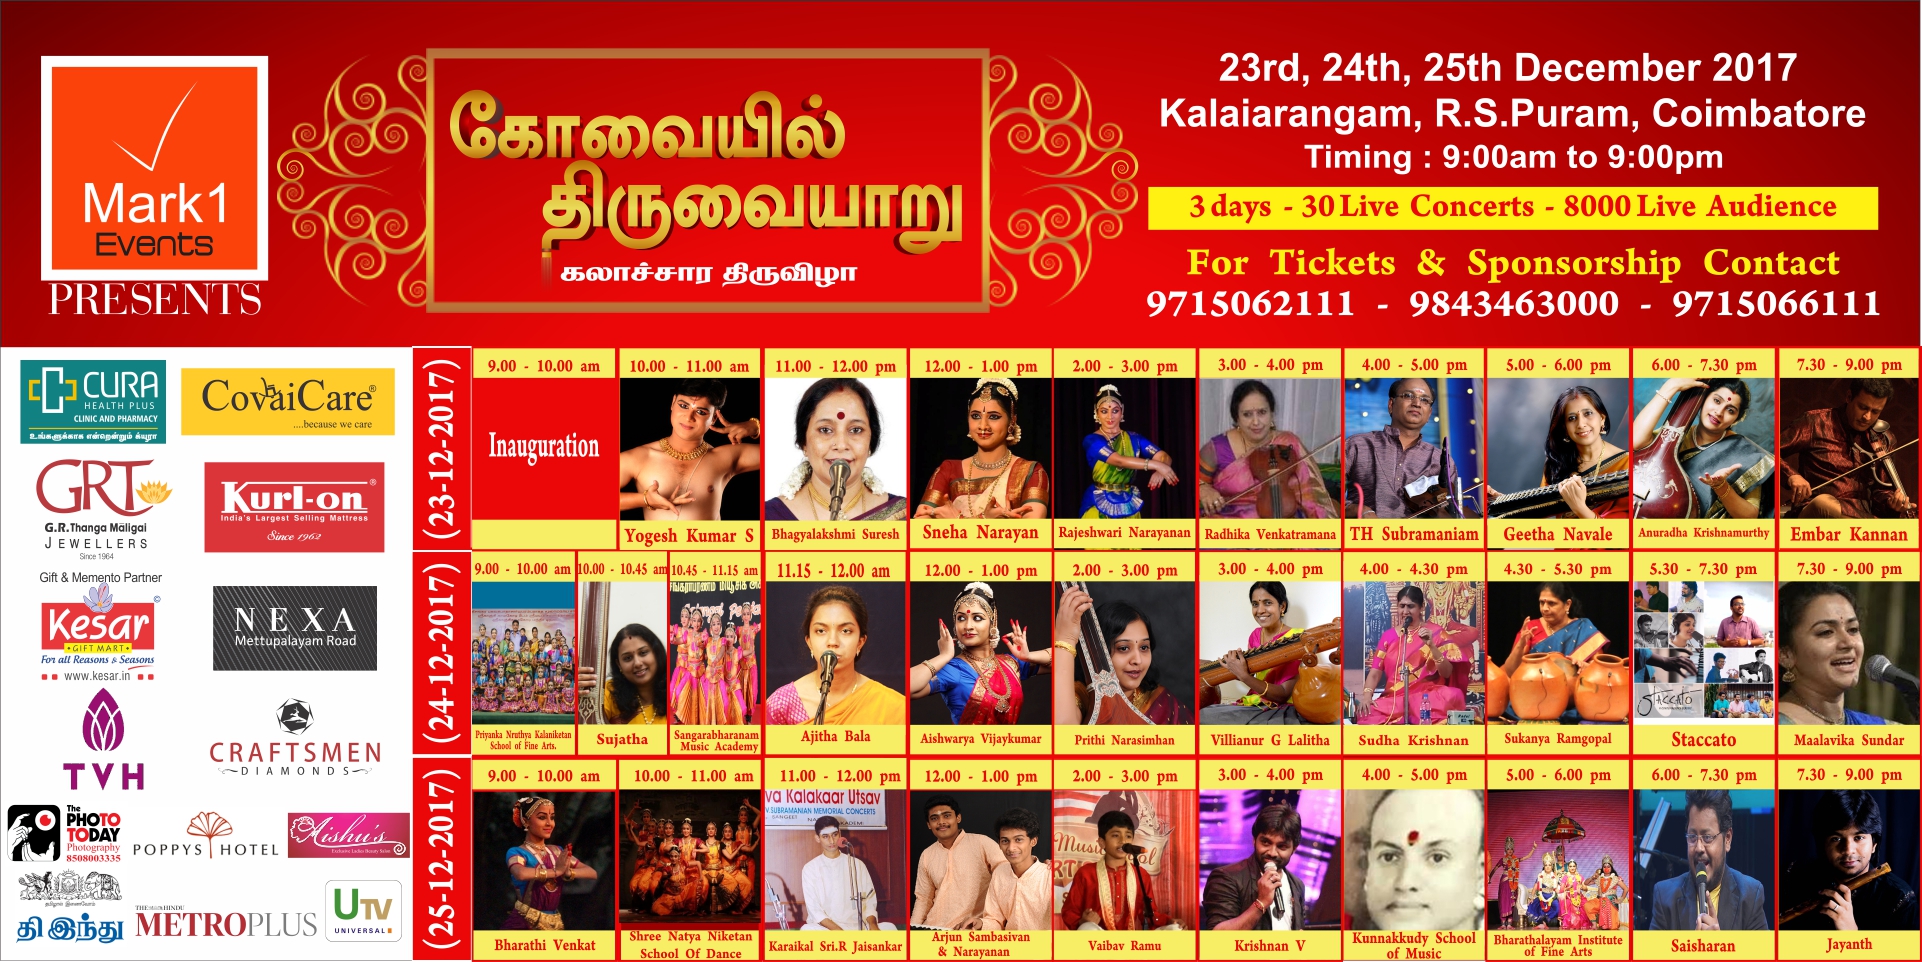 Mark1
Events
PRESENTS
கோவையில்
திருவையாறு
கலாச்சார திருவிழா
23rd, 24th, 25th December 2017
Kalaiarangam, R.S.Puram, Coimbatore
Timing : 9:00am to 9:00pm
3 days - 30 Live Concerts - 8000 Live Audience
For Tickets & Sponsorship Contact
9715062111 - 9843463000 - 9715066111
CURA
HEALTH PLUS
CLINIC AND PHARMACY
உங்களுக்காக என்றென்றும் க்யூரா
CovaiCare®
....because we care
GRT
G.R.Thanga Māligai
JEWELLERS
Since 1964
Kurl-on®
India's Largest Selling Mattress
Since 1962
Gift & Memento Partner
Kesar ©
• GIFT MART •
For all Reasons & Seasons
www.kesar.in
NEXA
Mettupalayam Road
TVH
CRAFTSMEN
DIAMONDS
The
PHOTO
TODAY
Photography
8508003335
POPPYS HOTEL
Aishu's
Exclusive Ladies Beauty Salon
தி இந்து
THE HINDU
METROPLUS
UTV
UNIVERSAL
(23-12-2017)
9.00 - 10.00 am
Inauguration
10.00 - 11.00 am
Yogesh Kumar S
11.00 - 12.00 pm
Bhagyalakshmi Suresh
12.00 - 1.00 pm
Sneha Narayan
2.00 - 3.00 pm
Rajeshwari Narayanan
3.00 - 4.00 pm
Radhika Venkatramana
4.00 - 5.00 pm
TH Subramaniam
5.00 - 6.00 pm
Geetha Navale
6.00 - 7.30 pm
Anuradha Krishnamurthy
7.30 - 9.00 pm
Embar Kannan
(24-12-2017)
9.00 - 10.00 am
Priyanka Nruthya Kalaniketan
School of Fine Arts.
10.00 - 10.45 am
Sujatha
10.45 - 11.15 am
Sangarabharanam
Music Academy
11.15 - 12.00 am
Ajitha Bala
12.00 - 1.00 pm
Aishwarya Vijaykumar
2.00 - 3.00 pm
Prithi Narasimhan
3.00 - 4.00 pm
Villianur G Lalitha
4.00 - 4.30 pm
Sudha Krishnan
4.30 - 5.30 pm
Sukanya Ramgopal
5.30 - 7.30 pm
Staccato
Staccato
7.30 - 9.00 pm
Maalavika Sundar
(25-12-2017)
9.00 - 10.00 am
Bharathi Venkat
10.00 - 11.00 am
Shree Natya Niketan
School Of Dance
11.00 - 12.00 pm
va Kalakaar Utsav
SUBRAMANIAN MEMORIAL CONCERTS
Karaikal Sri.R Jaisankar
12.00 - 1.00 pm
Arjun Sambasivan
& Narayanan
2.00 - 3.00 pm
Vaibav Ramu
3.00 - 4.00 pm
Krishnan V
4.00 - 5.00 pm
Kunnakkudy School
of Music
5.00 - 6.00 pm
Bharathalayam Institute
of Fine Arts
6.00 - 7.30 pm
Saisharan
7.30 - 9.00 pm
Jayanth